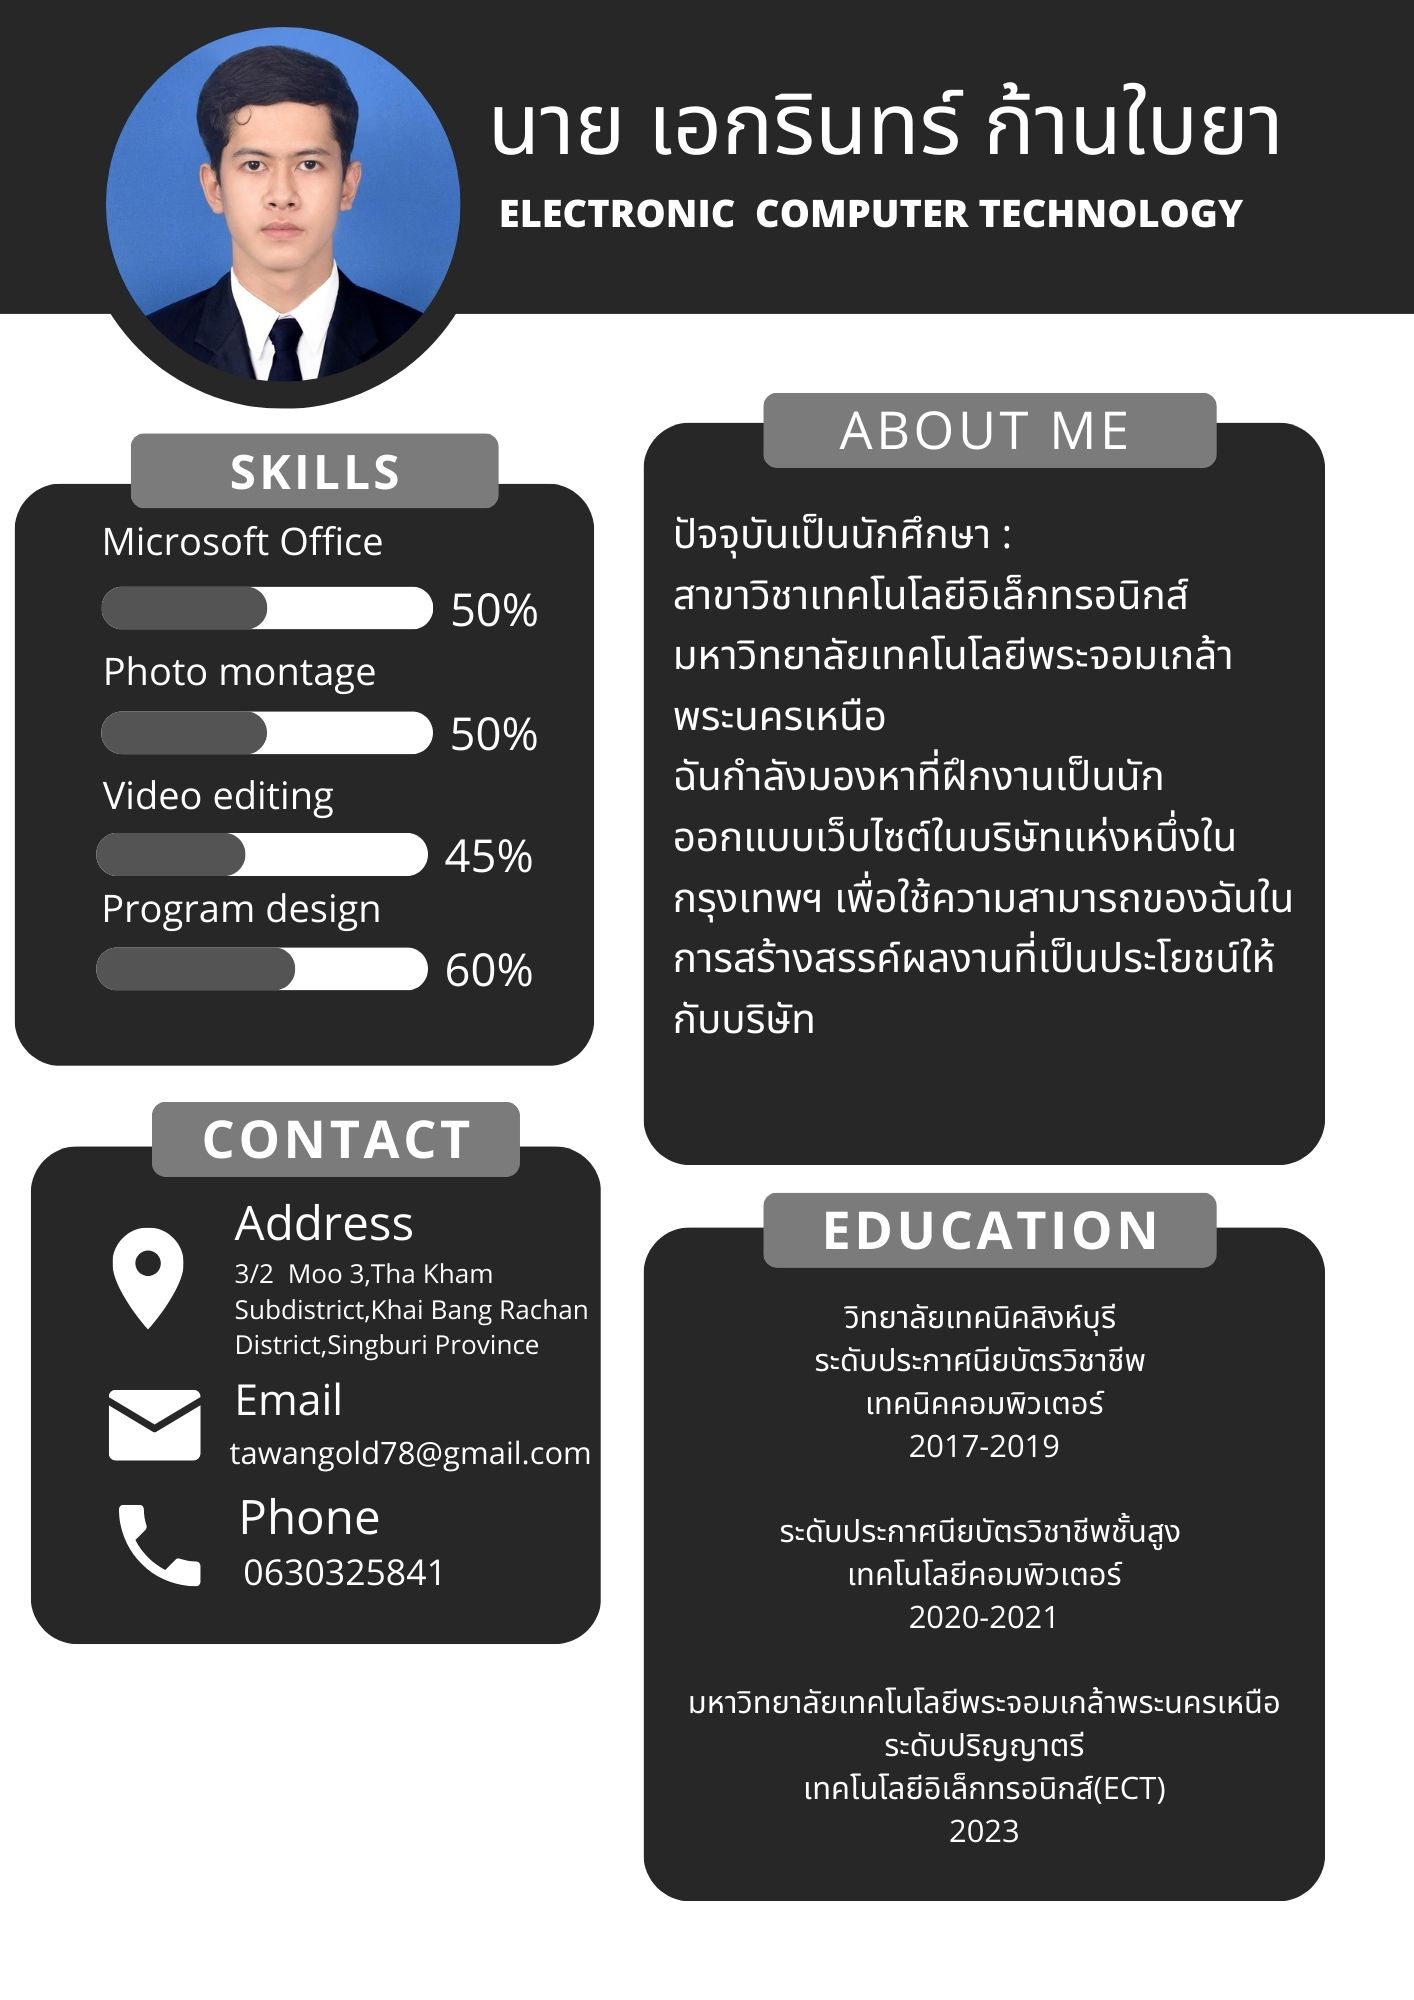 นาย เอกรินทร์ ก้านใบยา
ELECTRONIC  COMPUTER TECHNOLOGY
SKILLS
Microsoft Office
50%
Photo montage
50%
Video editing
45%
Program design
60%
CONTACT
Address
3/2  Moo 3,Tha Kham
Subdistrict,Khai Bang Rachan
District,Singburi Province
Email
tawangold78@gmail.com
Phone
0630325841
ABOUT ME
ปัจจุบันเป็นนักศึกษา :
สาขาวิชาเทคโนโลยีอิเล็กทรอนิกส์
มหาวิทยาลัยเทคโนโลยีพระจอมเกล้า
พระนครเหนือ
ฉันกำลังมองหาที่ฝึกงานเป็นนัก
ออกแบบเว็บไซต์ในบริษัทแห่งหนึ่งใน
กรุงเทพฯ เพื่อใช้ความสามารถของฉันใน
การสร้างสรรค์ผลงานที่เป็นประโยชน์ให้
กับบริษัท
EDUCATION
วิทยาลัยเทคนิคสิงห์บุรี
ระดับประกาศนียบัตรวิชาชีพ
เทคนิคคอมพิวเตอร์
2017-2019
ระดับประกาศนียบัตรวิชาชีพชั้นสูง
เทคโนโลยีคอมพิวเตอร์
2020-2021
มหาวิทยาลัยเทคโนโลยีพระจอมเกล้าพระนครเหนือ
ระดับปริญญาตรี
เทคโนโลยีอิเล็กทรอนิกส์(ECT)
2023